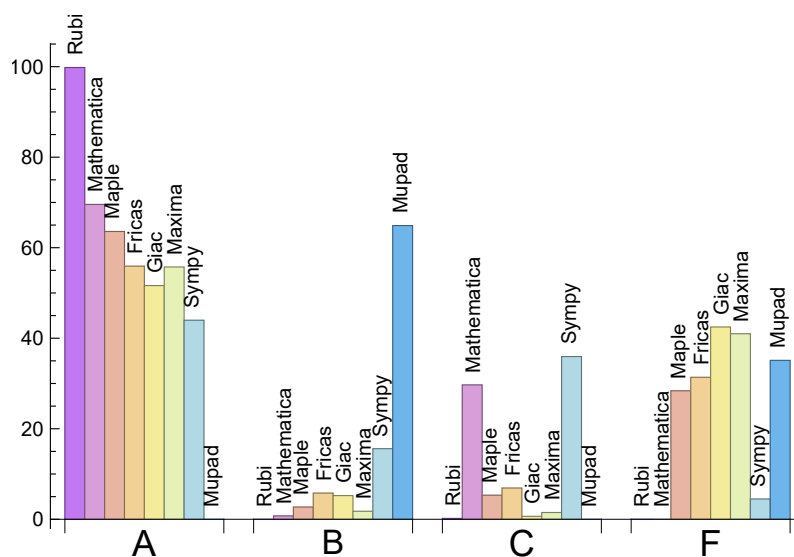 100
80
60
40
20
0
Rubi
Mathematica
Maple
Fricas
Giac
Maxima
Sympy
Mupad
Rubi
Mathematica
Maple
Fricas
Giac
Maxima
Sympy
Mupad
Rubi
Mathematica
Maple
Fricas
Giac
Maxima
Sympy
Mupad
Rubi
Mathematica
Maple
Fricas
Giac
Maxima
Sympy
Mupad
A
B
C
F